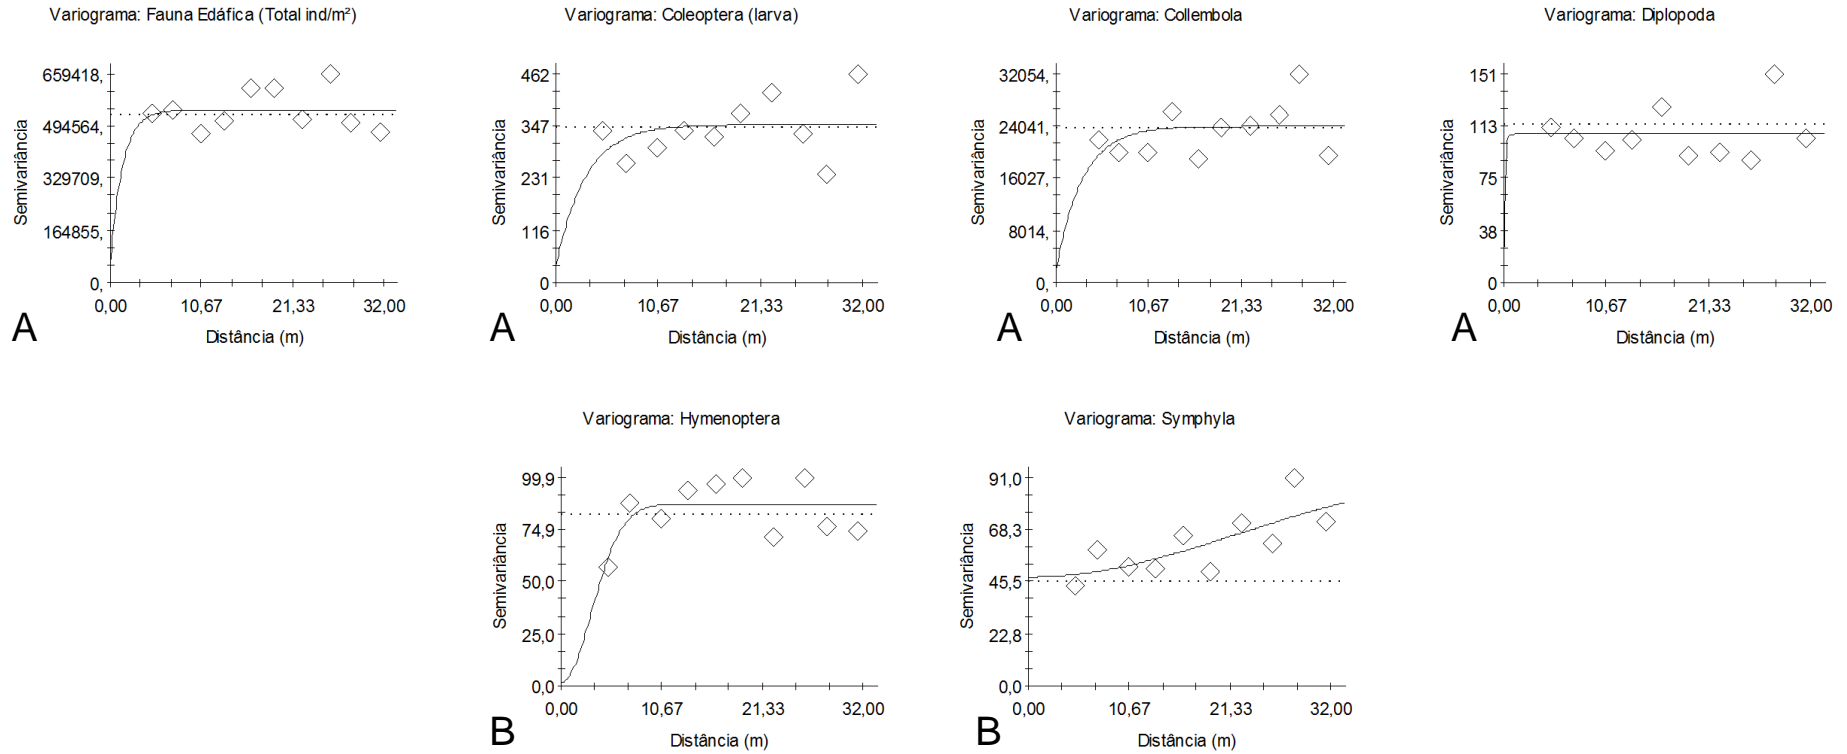 Variograma: Fauna Edáfica (Total ind/m²)
Semivariância
659418,
494564,
329709,
164855,
0,
0,00 10,67 21,33 32,00
Distância (m)
A
Variograma: Coleoptera (larva)
Semivariância
462
347
231
116
0
0,00 10,67 21,33 32,00
Distância (m)
A
Variograma: Collembola
Semivariância
32054,
24041,
16027,
8014,
0,
0,00 10,67 21,33 32,00
Distância (m)
A
Variograma: Diplopoda
Semivariância
151
113
75
38
0
0,00 10,67 21,33 32,00
Distância (m)
A
Variograma: Hymenoptera
Semivariância
99,9
74,9
50,0
25,0
0,0
0,00 10,67 21,33 32,00
Distância (m)
B
Variograma: Symphyla
Semivariância
91,0
68,3
45,5
22,8
0,0
0,00 10,67 21,33 32,00
Distância (m)
B